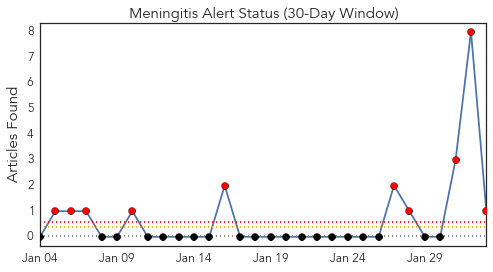 Meningitis Alert Status (30-Day Window)
Articles Found
8
7
6
5
4
3
2
1
0
Jan 04
Jan 09
Jan 14
Jan 19
Jan 24
Jan 29